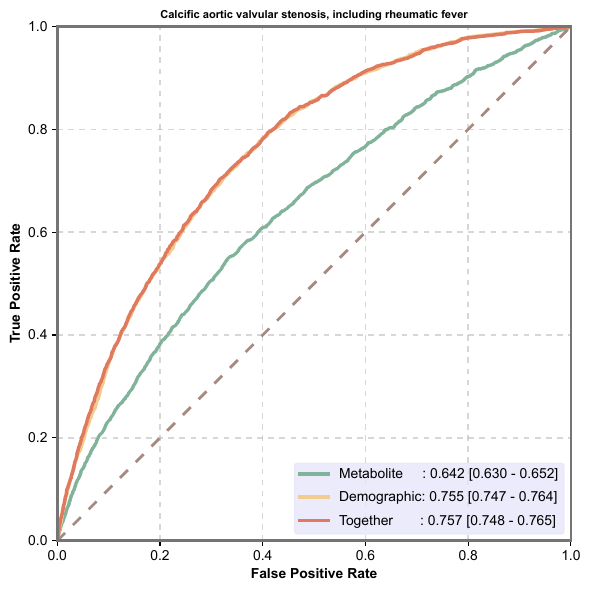 Calcific aortic valvular stenosis, including rheumatic fever
1.0
0.8
0.6
0.4
0.2
0.0
True Positive Rate
Metabolite : 0.642 [0.630 - 0.652]
Demographic: 0.755 [0.747 - 0.764]
Together : 0.757 [0.748 - 0.765]
0.0 0.2 0.4 0.6 0.8 1.0
False Positive Rate